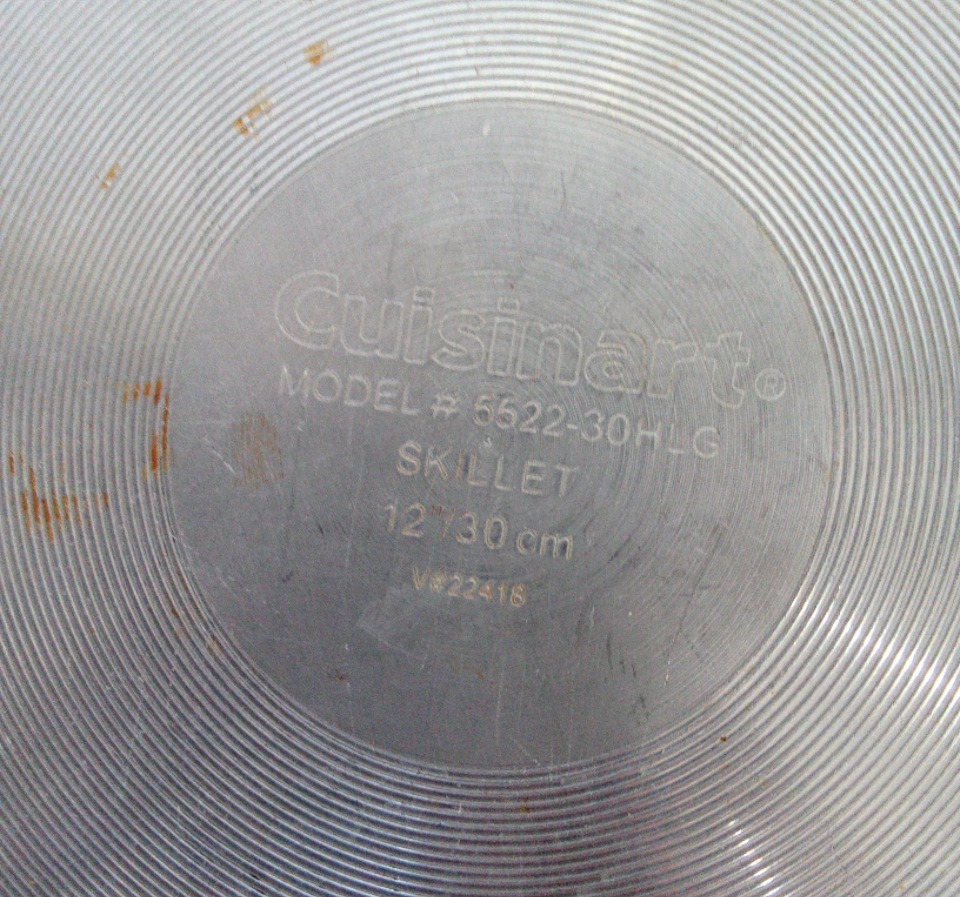 Cuisinart®
MODEL # 5622-30HLG
SKILLET
12"/30 cm
V#22418